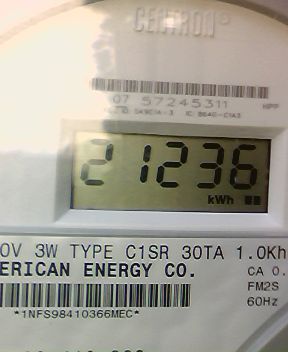 CENTRON®
07 57245311 HPP
21236
kWh
0V 3W TYPE C1SR 30TA 1.0Kh
ERICAN ENERGY CO. CA 0.
FM2S
60Hz
*1NFS98410366MEC*